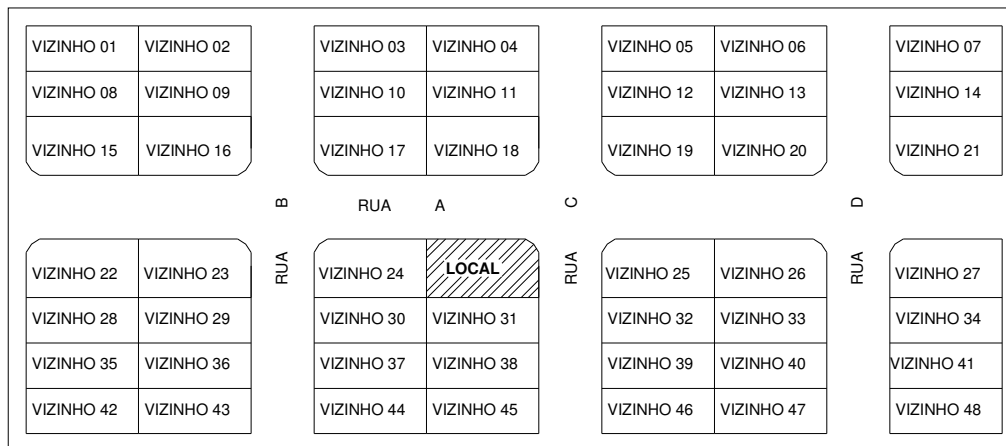 VIZINHO 01 VIZINHO 02 VIZINHO 03 VIZINHO 04 VIZINHO 05 VIZINHO 06 VIZINHO 07
VIZINHO 08 VIZINHO 09 VIZINHO 10 VIZINHO 11 VIZINHO 12 VIZINHO 13 VIZINHO 14
VIZINHO 15 VIZINHO 16 VIZINHO 17 VIZINHO 18 VIZINHO 19 VIZINHO 20 VIZINHO 21
RUA A
RUA B
RUA C
RUA D
VIZINHO 22 VIZINHO 23 VIZINHO 24 LOCAL VIZINHO 25 VIZINHO 26 VIZINHO 27
VIZINHO 28 VIZINHO 29 VIZINHO 30 VIZINHO 31 VIZINHO 32 VIZINHO 33 VIZINHO 34
VIZINHO 35 VIZINHO 36 VIZINHO 37 VIZINHO 38 VIZINHO 39 VIZINHO 40 VIZINHO 41
VIZINHO 42 VIZINHO 43 VIZINHO 44 VIZINHO 45 VIZINHO 46 VIZINHO 47 VIZINHO 48